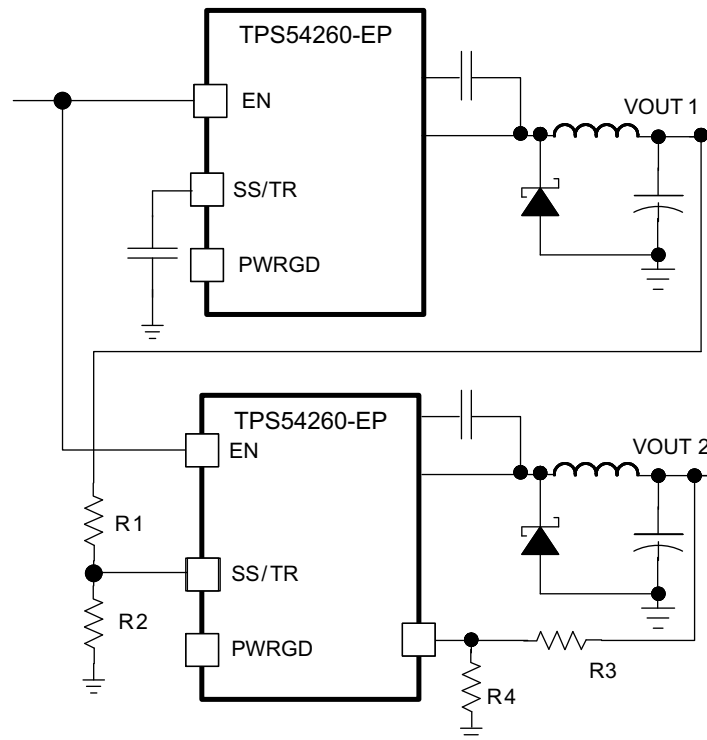 TPS54260-EP
EN
VOUT 1
SS/TR
PWRGD
TPS54260-EP
EN
VOUT 2
R1
SS/TR
R2
PWRGD
R3
R4